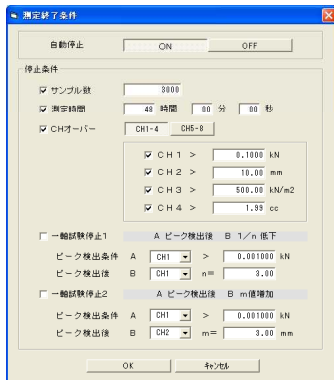 測定終了条件
自動停止 ON OFF
停止条件
サンプル数 3000
測定時間 48 時間 00 分 00 秒
CHオーバー CH1-4 CH5-8
CH1 > 0.1000 kN
CH2 > 10.00 mm
CH3 > 500.00 kN/m2
CH4 > 1.99 cc
一軸試験停止1 A ピーク検出後 B 1/n 低下
ピーク検出条件 A CH1 > 0.001000 kN
ピーク検出後 B CH1 n= 3.00
一軸試験停止2 A ピーク検出後 B m値増加
ピーク検出条件 A CH1 > 0.001000 kN
ピーク検出後 B CH2 m= 3.00 mm
OK キャンセル